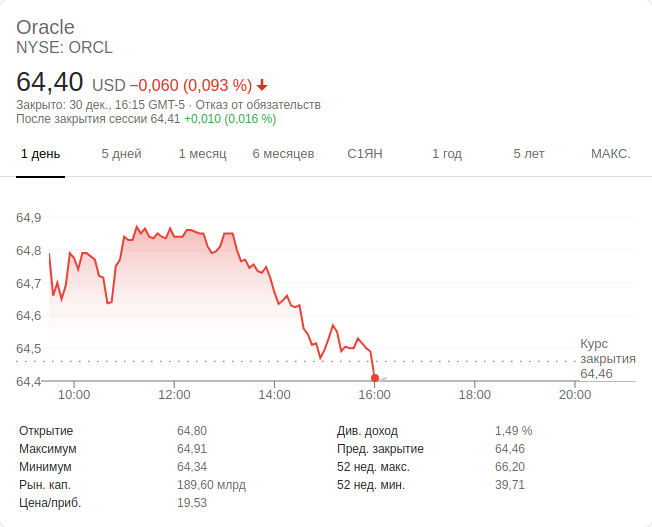 Oracle
NYSE: ORCL
64,40 USD −0,060 (0,093 %)
Закрыто: 30 дек., 16:15 GMT-5 · Отказ от обязательств
После закрытия сессии 64,41 +0,010 (0,016 %)
1 день 5 дней 1 месяц 6 месяцев С1ЯН 1 год 5 лет МАКС.
64,9
64,8
64,7
64,6
64,5
64,4
Курс
закрытия
64,46
10:00 12:00 14:00 16:00 18:00 20:00
Открытие 64,80 Див. доход 1,49 %
Максимум 64,91 Пред. закрытие 64,46
Минимум 64,34 52 нед. макс. 66,20
Рын. кап. 189,60 млрд 52 нед. мин. 39,71
Цена/приб. 19,53